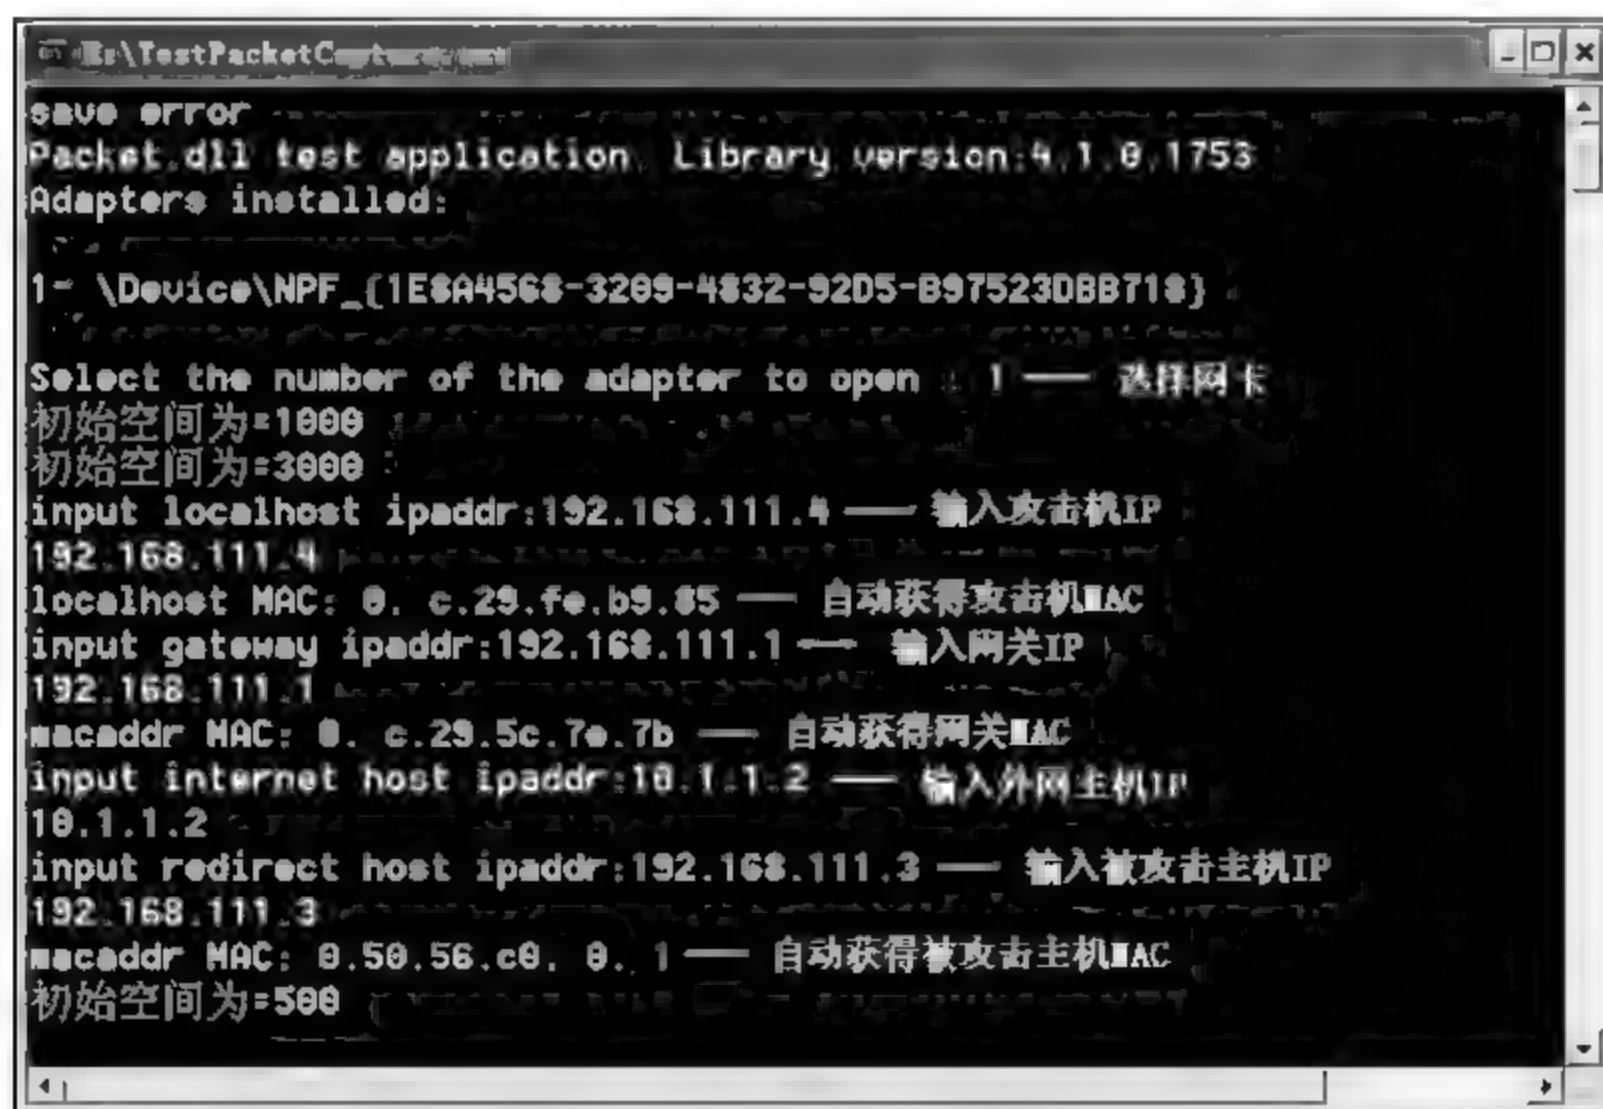 \TestPacketC
save error
Packet.dll test application. Library version:4.1.0.1753
Adapters installed:
1- \Device\NPF_{1E8A4568-3209-4832-92D5-B97523DBB718}
Select the number of the adapter to open : 1 —— 选择网卡
初始空间为=1000
初始空间为=3000
input localhost ipaddr:192.168.111.4 —— 输入攻击机IP
192.168.111.4
localhost MAC: 0. c.29.fe.b9.85 —— 自动获得攻击机MAC
input gateway ipaddr:192.168.111.1 —— 输入网关IP
192.168.111.1
macaddr MAC: 0. c.29.5c.7e.7b —— 自动获得网关MAC
input internet host ipaddr:10.1.1.2 —— 输入外网主机IP
10.1.1.2
input redirect host ipaddr:192.168.111.3 —— 输入被攻击主机IP
192.168.111.3
macaddr MAC: 0.50.56.c0. 0. 1 —— 自动获得被攻击主机MAC
初始空间为=500